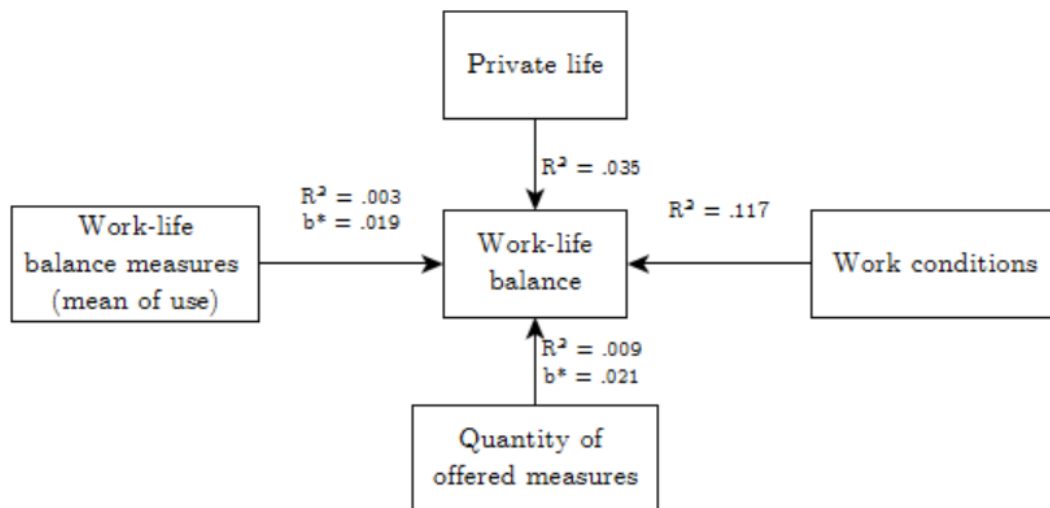 Private life
R² = .035
R² = .003
b* = .019
R² = .117
Work-life
balance measures
(mean of use)
Work-life
balance
Work conditions
R² = .009
b* = .021
Quantity of
offered measures